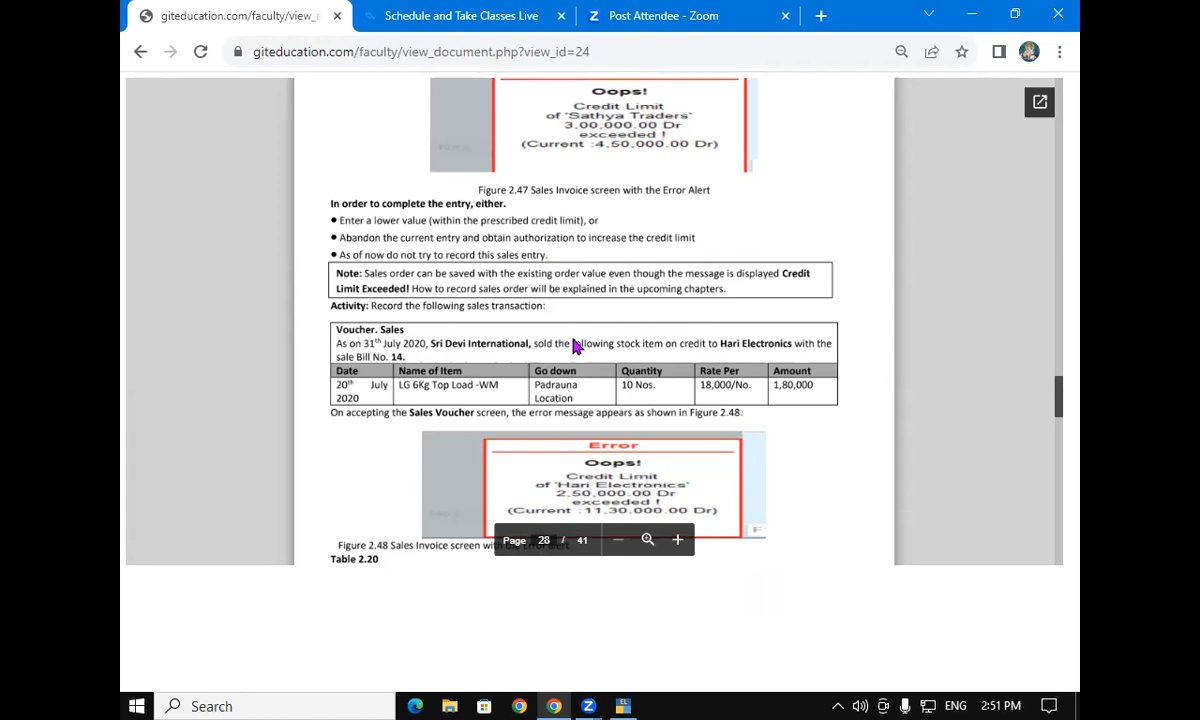 giteducation.com/faculty/view_d
Schedule and Take Classes Live
Post Attendee - Zoom
giteducation.com/faculty/view_document.php?view_id=24
Oops!
Credit Limit
of 'Sathya Traders'
3,00,000.00 Dr
exceeded !
(Current :4,50,000.00 Dr)
Figure 2.47 Sales Invoice screen with the Error Alert
In order to complete the entry, either.
● Enter a lower value (within the prescribed credit limit), or
● Abandon the current entry and obtain authorization to increase the credit limit
● As of now do not try to record this sales entry.
Note: Sales order can be saved with the existing order value even though the message is displayed Credit
Limit Exceeded! How to record sales order will be explained in the upcoming chapters.
Activity: Record the following sales transaction:
Voucher. Sales
As on 31th July 2020, Sri Devi International, sold the following stock item on credit to Hari Electronics with the
sale Bill No. 14.
Date Name of Item Go down Quantity Rate Per Amount
20th July LG 6Kg Top Load -WM Padrauna 10 Nos. 18,000/No. 1,80,000
2020 Location
On accepting the Sales Voucher screen, the error message appears as shown in Figure 2.48:
Error
Oops!
Credit Limit
of 'Hari Electronics'
2,50,000.00 Dr
exceeded !
(Current :11,30,000.00 Dr)
Page 28 / 41
Figure 2.48 Sales Invoice screen with the Error alert
Table 2.20
Search
ENG 2:51 PM